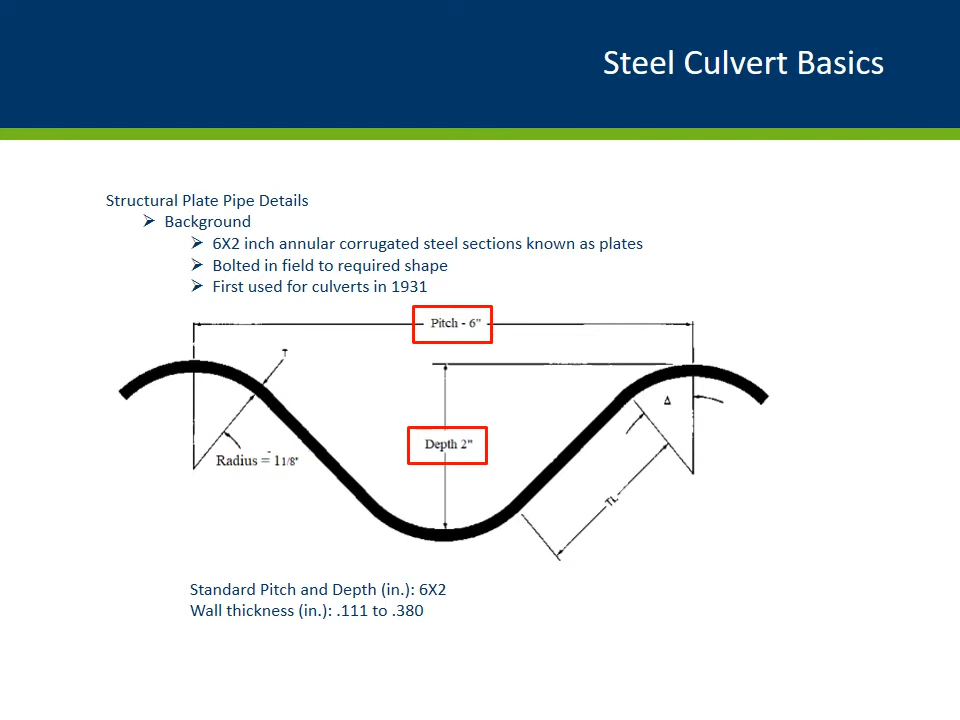 Steel Culvert Basics
Structural Plate Pipe Details
Background
6X2 inch annular corrugated steel sections known as plates
Bolted in field to required shape
First used for culverts in 1931
Pitch - 6"
T
Δ
Depth 2"
Radius = 1 1/8"
TL
Standard Pitch and Depth (in.): 6X2
Wall thickness (in.): .111 to .380